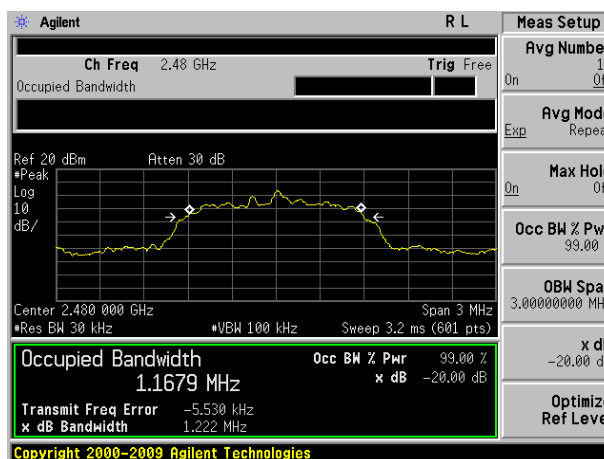 Agilent R L Meas Setup
Avg Numbe
1
On O
Ch Freq 2.48 GHz Trig Free
Occupied Bandwidth
Avg Mod
Exp Repea
Ref 20 dBm Atten 30 dB
#Peak
Log
10
dB/
Max Hol
On O
Occ BW % Pw
99.00
OBW Spa
3.00000000 MH
Center 2.480 000 GHz Span 3 MHz
#Res BW 30 kHz #VBW 100 kHz Sweep 3.2 ms (601 pts)
x d
-20.00 d
Occupied Bandwidth Occ BW % Pwr 99.00 %
1.1679 MHz x dB -20.00 dB
Transmit Freq Error -5.530 kHz
x dB Bandwidth 1.222 MHz
Optimiz
Ref Leve
Copyright 2000-2009 Agilent Technologies